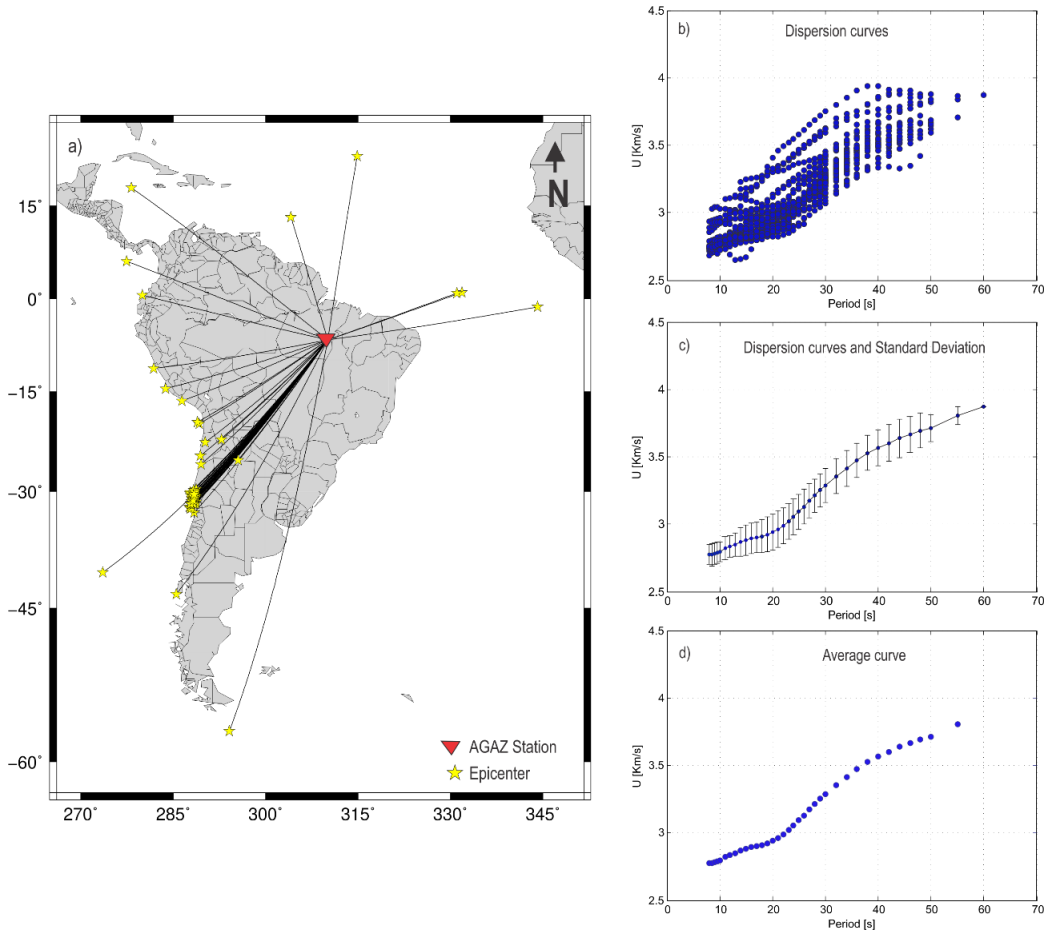 a)
N
15˚
0˚
−15˚
−30˚
−45˚
−60˚
270˚ 285˚ 300˚ 315˚ 330˚ 345˚
AGAZ Station
Epicenter
b)
Dispersion curves
U [Km/s]
4.5
4
3.5
3
2.5
0 10 20 30 40 50 60 70
Period [s]
c)
Dispersion curves and Standard Deviation
U [Km/s]
4.5
4
3.5
3
2.5
0 10 20 30 40 50 60 70
Period [s]
d)
Average curve
U [Km/s]
4.5
4
3.5
3
2.5
0 10 20 30 40 50 60 70
Period [s]